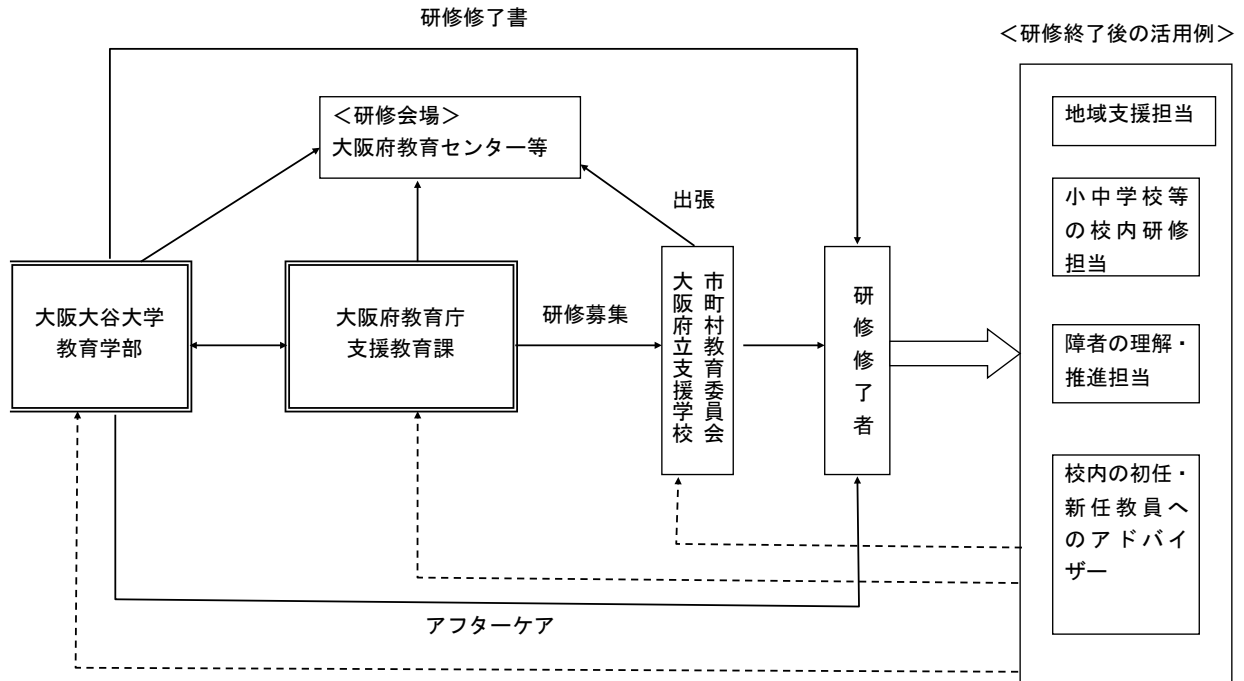 研修修了書
＜研修終了後の活用例＞
＜研修会場＞
大阪府教育センター等
出張
大阪大谷大学
教育学部
大阪府教育庁
支援教育課
研修募集
市町村教育委員会
大阪府立支援学校
研修修了者
地域支援担当
小中学校等
の校内研修
担当
障者の理解・
推進担当
校内の初任・
新任教員へ
のアドバイ
ザー
アフターケア